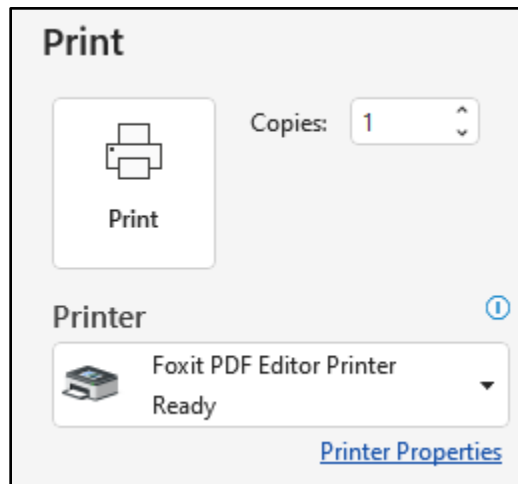 Print
Copies: 1
Print
Printer
Foxit PDF Editor Printer
Ready
Printer Properties